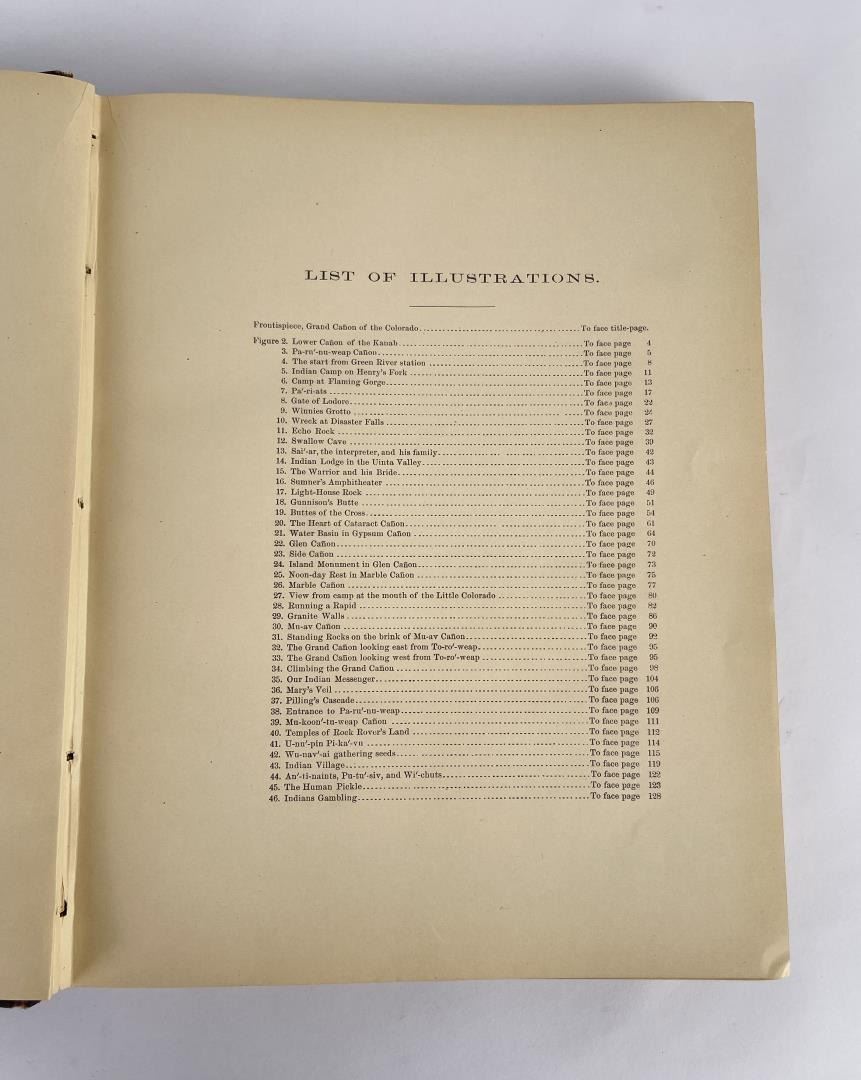 LIST OF ILLUSTRATIONS.
Frontispiece, Grand Cañon of the Colorado To face title-page.
Figure 2. Lower Cañon of the Kanab To face page 4
3. Pa-ru'-nu-weap Cañon To face page 5
4. The start from Green River station To face page 8
5. Indian Camp on Henry's Fork To face page 11
6. Camp at Flaming Gorge To face page 13
7. Pa'-ri-ats To face page 17
8. Gate of Lodore To face page 22
9. Winnies Grotto To face page 24
10. Wreck at Disaster Falls To face page 27
11. Echo Rock To face page 32
12. Swallow Cave To face page 39
13. Sai'-ar, the interpreter, and his family To face page 42
14. Indian Lodge in the Uinta Valley To face page 43
15. The Warrior and his Bride To face page 44
16. Sumner's Amphitheater To face page 46
17. Light-House Rock To face page 49
18. Gunnison's Butte To face page 51
19. Buttes of the Cross To face page 54
20. The Heart of Cataract Cañon To face page 61
21. Water Basin in Gypsum Cañon To face page 64
22. Glen Cañon To face page 70
23. Side Cañon To face page 72
24. Island Monument in Glen Cañon To face page 73
25. Noon-day Rest in Marble Cañon To face page 75
26. Marble Cañon To face page 77
27. View from camp at the mouth of the Little Colorado To face page 80
28. Running a Rapid To face page 82
29. Granite Walls To face page 86
30. Mu-av Cañon To face page 90
31. Standing Rocks on the brink of Mu-av Cañon To face page 92
32. The Grand Cañon looking east from To-ro'-weap To face page 95
33. The Grand Cañon looking west from To-ro'-weap To face page 95
34. Climbing the Grand Cañon To face page 98
35. Our Indian Messenger To face page 104
36. Mary's Veil To face page 106
37. Pilling's Cascade To face page 106
38. Entrance to Pa-ru'-nu-weap To face page 109
39. Mu-koon'-tu-weap Cañon To face page 111
40. Temples of Rock Rover's Land To face page 112
41. U-nu'-pin Pi-ka'-vu To face page 114
42. Wu-nav'-ai gathering seeds To face page 115
43. Indian Village To face page 119
44. An'-ti-naints, Pu-tu'-siv, and Wi'-chuts To face page 122
45. The Human Pickle To face page 123
46. Indians Gambling To face page 128